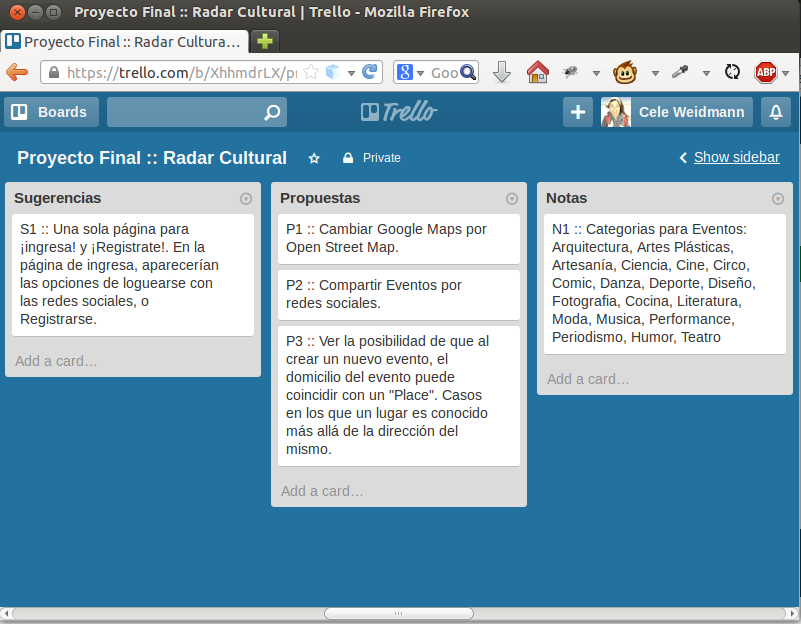 Proyecto Final :: Radar Cultural | Trello - Mozilla Firefox
Proyecto Final :: Radar Cultura...
https://trello.com/b/XhhmdrLX/pr
8
Goo
ABP
Boards
Trello
Cele Weidmann
Proyecto Final :: Radar Cultural
Private
Show sidebar
Sugerencias
S1 :: Una sola página para
¡ingresa! y ¡Registrate!. En la
página de ingresa, aparecerían
las opciones de loguearse con
las redes sociales, o
Registrarse.
Add a card…
Propuestas
P1 :: Cambiar Google Maps por
Open Street Map.
P2 :: Compartir Eventos por
redes sociales.
P3 :: Ver la posibilidad de que al
crear un nuevo evento, el
domicilio del evento puede
coincidir con un "Place". Casos
en los que un lugar es conocido
más allá de la dirección del
mismo.
Add a card…
Notas
N1 :: Categorias para Eventos:
Arquitectura, Artes Plásticas,
Artesanía, Ciencia, Cine, Circo,
Comic, Danza, Deporte, Diseño,
Fotografia, Cocina, Literatura,
Moda, Musica, Performance,
Periodismo, Humor, Teatro
Add a card…